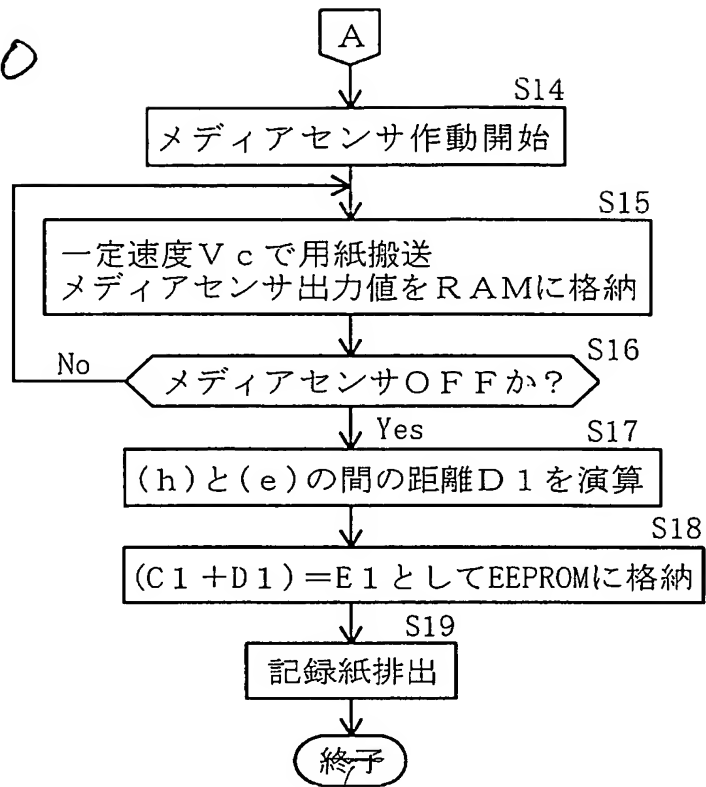 A
S14
メディアセンサ作動開始
S15
一定速度Vcで用紙搬送
メディアセンサ出力値をRAMに格納
S16
No
メディアセンサOFFか?
Yes
S17
(h)と(e)の間の距離D1を演算
S18
(C1+D1)=E1としてEEPROMに格納
S19
記録紙排出